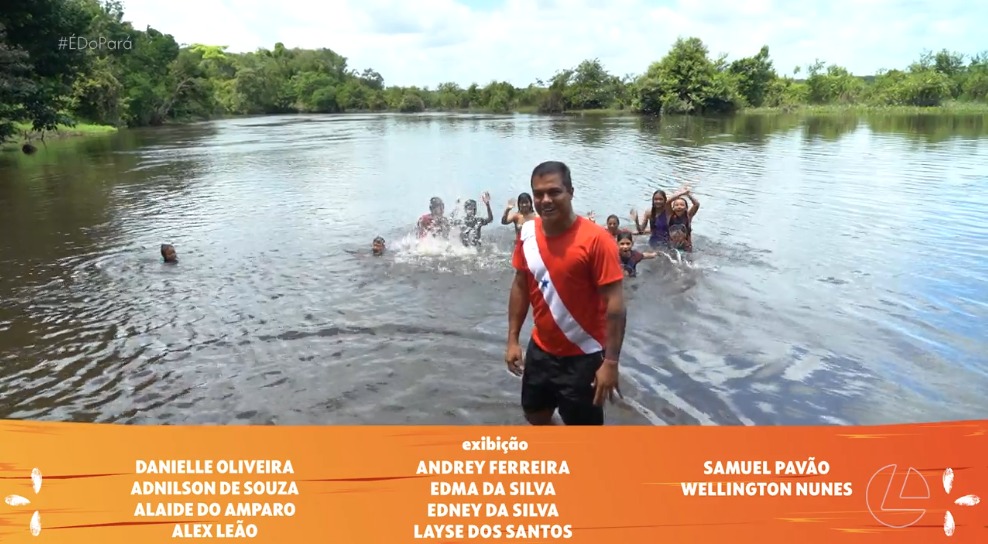 #ÉDoPará
exibição
DANIELLE OLIVEIRA
ADNILSON DE SOUZA
ALAIDE DO AMPARO
ALEX LEÃO
ANDREY FERREIRA
EDMA DA SILVA
EDNEY DA SILVA
LAYSE DOS SANTOS
SAMUEL PAVÃO
WELLINGTON NUNES